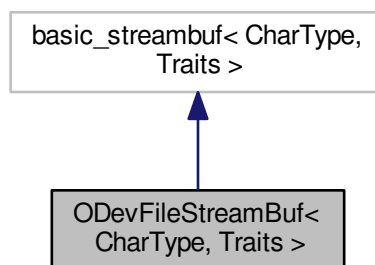 basic_streambuf< CharType,
Traits >
ODevFileStreamBuf<
CharType, Traits >